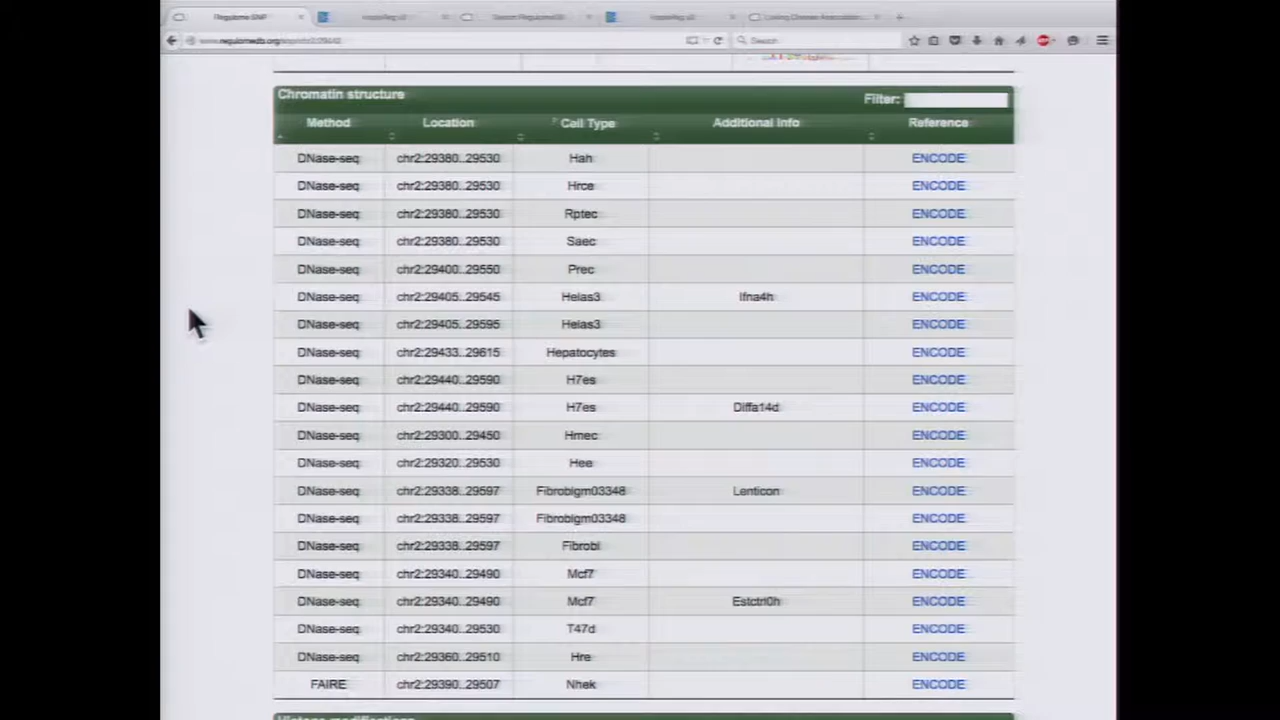 Regulome SNP
Search RegulomeDB
Search
Chromatin structure
Filter:
Method Location Cell Type Additional Info Reference
DNase-seq chr2:29380..29530 Hah ENCODE
DNase-seq chr2:29380..29530 Hrce ENCODE
DNase-seq chr2:29380..29530 Rptec ENCODE
DNase-seq chr2:29380..29530 Saec ENCODE
DNase-seq chr2:29400..29550 Prec ENCODE
DNase-seq chr2:29405..29545 Helas3 Ifna4h ENCODE
DNase-seq chr2:29405..29595 Helas3 ENCODE
DNase-seq chr2:29433..29615 Hepatocytes ENCODE
DNase-seq chr2:29440..29590 H7es ENCODE
DNase-seq chr2:29440..29590 H7es Diffa14d ENCODE
DNase-seq chr2:29300..29450 Hmec ENCODE
DNase-seq chr2:29320..29530 Hee ENCODE
DNase-seq chr2:29338..29597 Fibroblgm03348 Lenticon ENCODE
DNase-seq chr2:29338..29597 Fibroblgm03348 ENCODE
DNase-seq chr2:29338..29597 Fibrobl ENCODE
DNase-seq chr2:29340..29490 Mcf7 ENCODE
DNase-seq chr2:29340..29490 Mcf7 Estctrl0h ENCODE
DNase-seq chr2:29340..29530 T47d ENCODE
DNase-seq chr2:29360..29510 Hre ENCODE
FAIRE chr2:29390..29507 Nhek ENCODE
Histone modifications